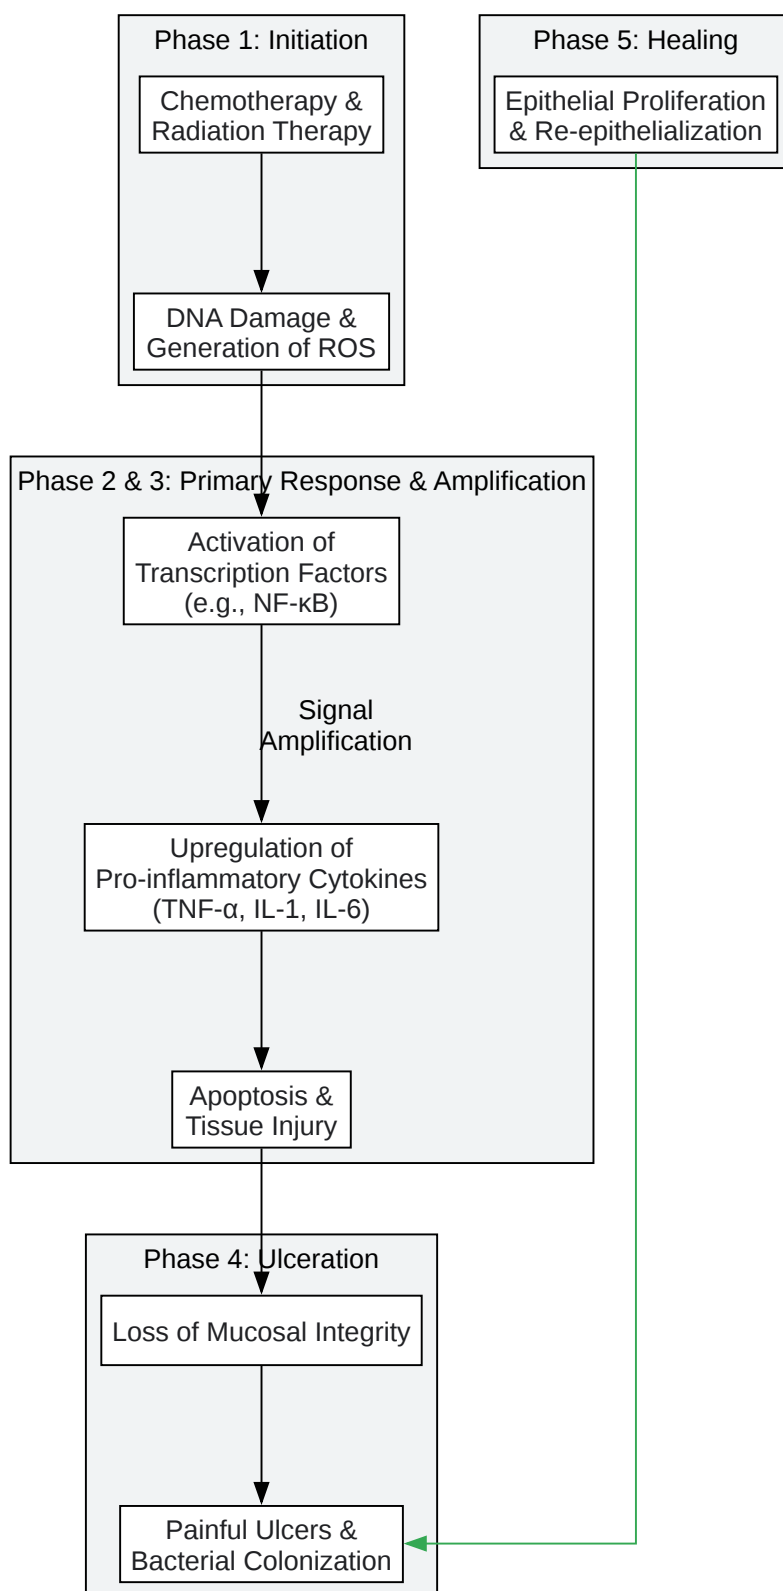 Phase 1: Initiation
Chemotherapy &
Radiation Therapy
DNA Damage &
Generation of ROS
Phase 5: Healing
Epithelial Proliferation
& Re-epithelialization
Phase 2 & 3: Primary Response & Amplification
Activation of
Transcription Factors
(e.g., NF-κB)
Signal
Amplification
Upregulation of
Pro-inflammatory Cytokines
(TNF-α, IL-1, IL-6)
Apoptosis &
Tissue Injury
Phase 4: Ulceration
Loss of Mucosal Integrity
Painful Ulcers &
Bacterial Colonization